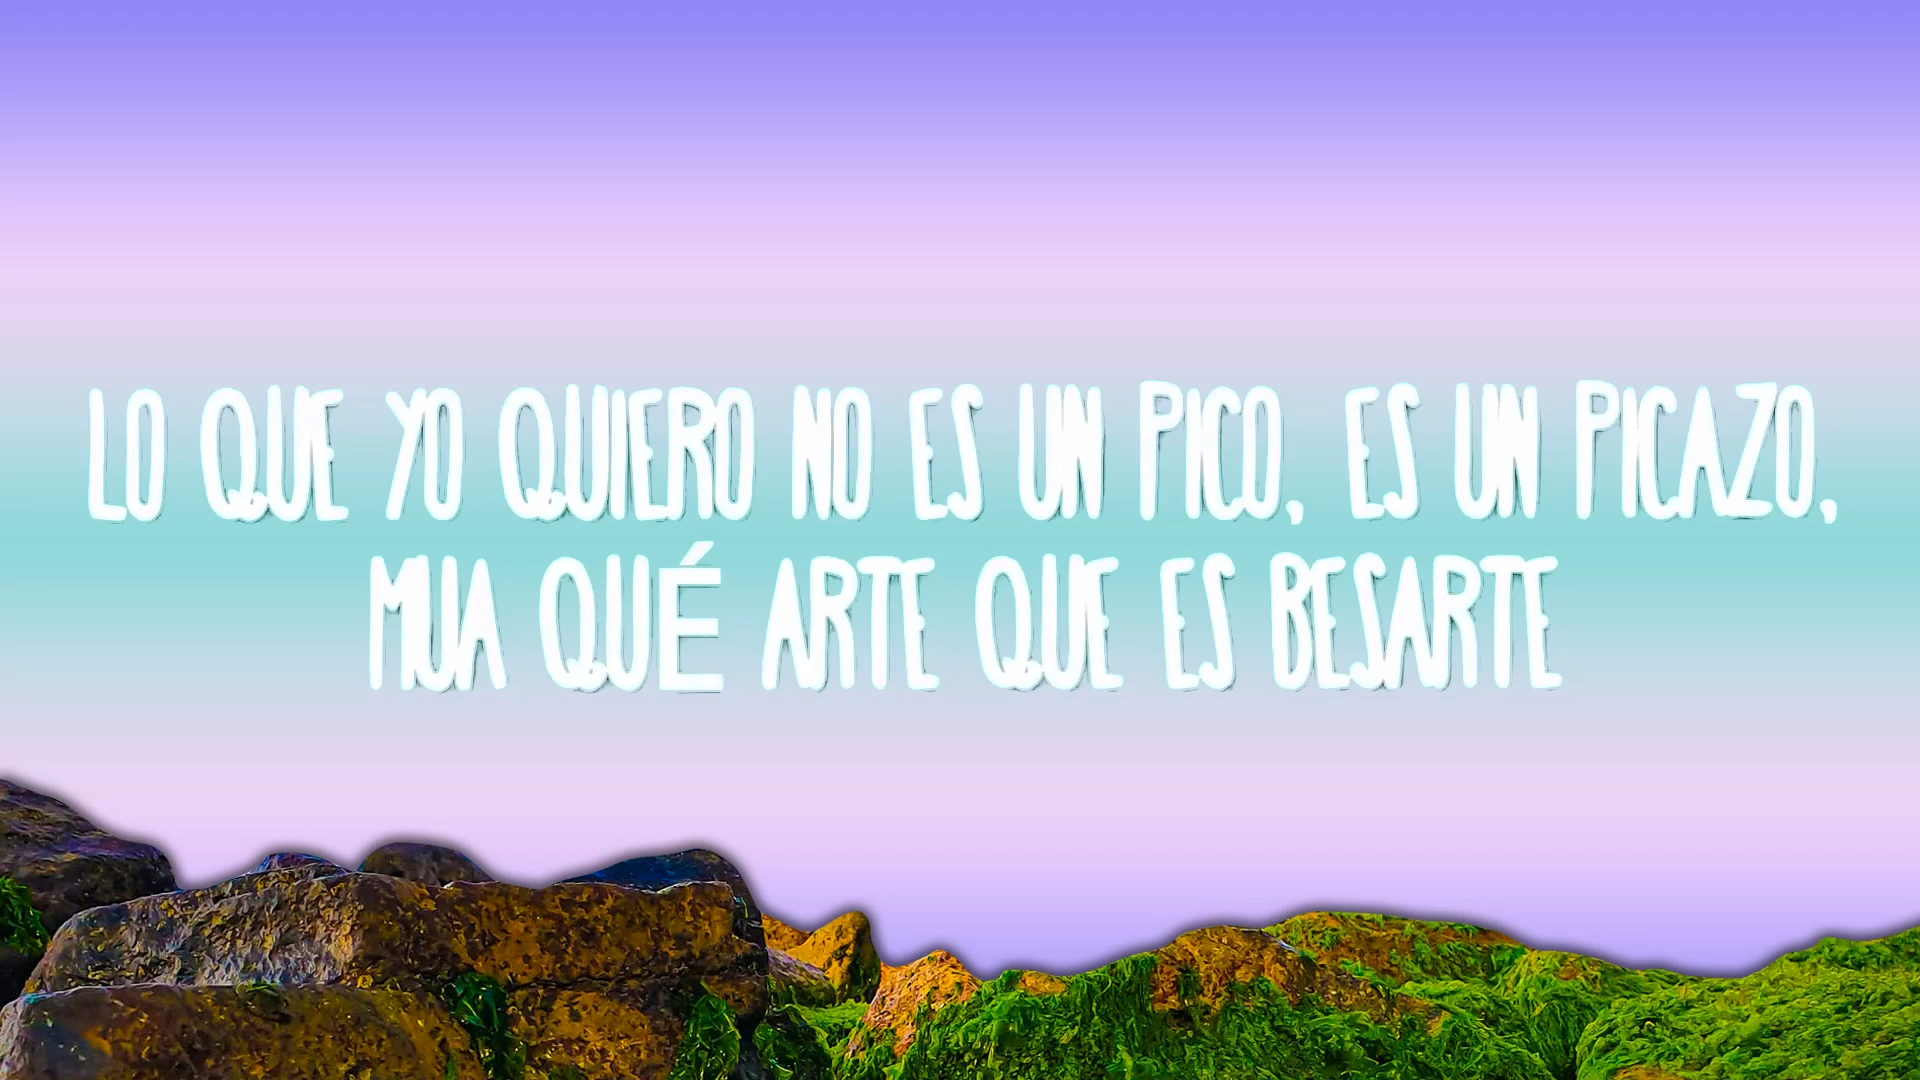 LO QUE YO QUIERO NO ES UN PICO, ES UN PICAZO,
MUA QUÉ ARTE QUE ES BESARTE